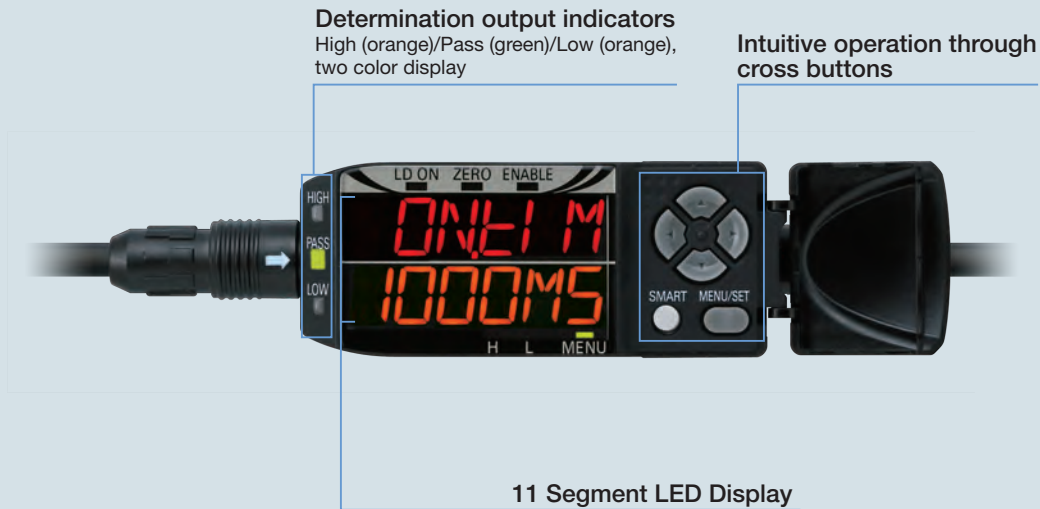 Determination output indicators
High (orange)/Pass (green)/Low (orange),
two color display
Intuitive operation through
cross buttons
LD ON ZERO ENABLE
HIGH
PASS
LOW
ON.tI M
1000MS
H L MENU
SMART MENU/SET
11 Segment LED Display